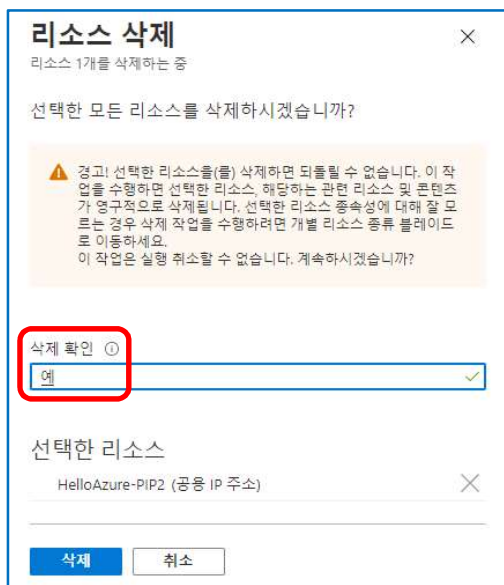 리소스 삭제
리소스 1개를 삭제하는 중
선택한 모든 리소스를 삭제하시겠습니까?
경고! 선택한 리소스을(를) 삭제하면 되돌릴 수 없습니다. 이 작
업을 수행하면 선택한 리소스, 해당하는 관련 리소스 및 콘텐츠
가 영구적으로 삭제됩니다. 선택한 리소스 종속성에 대해 잘 모
르는 경우 삭제 작업을 수행하려면 개별 리소스 종류 블레이드
로 이동하세요.
이 작업은 실행 취소할 수 없습니다. 계속하시겠습니까?
삭제 확인
예
선택한 리소스
HelloAzure-PIP2 (공용 IP 주소)
삭제 취소